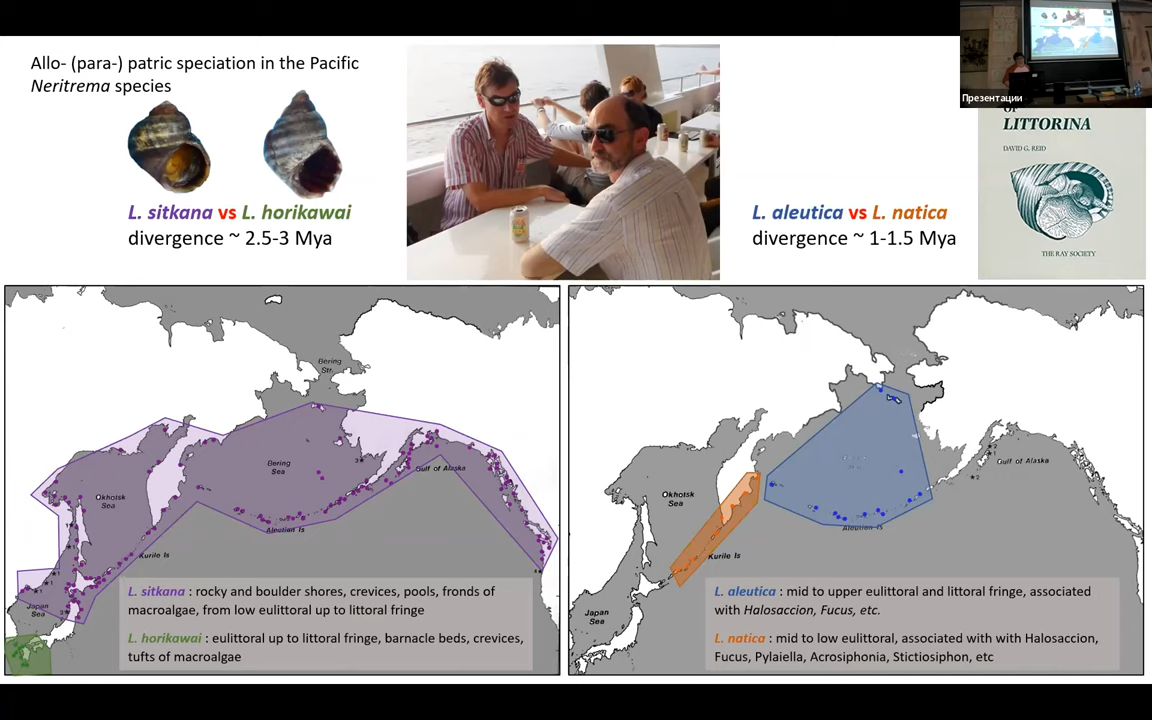 Allo- (para-) patric speciation in the Pacific
Neritrema species
L. sitkana vs L. horikawai
divergence ~ 2.5-3 Mya
L. aleutica vs L. natica
divergence ~ 1-1.5 Mya
Презентации
OF
LITTORINA
DAVID G. REID
THE RAY SOCIETY
Bering
Str.
Bering
Sea
Gulf of Alaska
Okhotsk
Sea
Aleutian Is
Kurile Is
Japan
Sea
L. sitkana : rocky and boulder shores, crevices, pools, fronds of
macroalgae, from low eulittoral up to littoral fringe
L. horikawai : eulittoral up to littoral fringe, barnacle beds, crevices,
tufts of macroalgae
Gulf of Alaska
Okhotsk
Sea
Aleutian Is
Kurile Is
Japan
Sea
L. aleutica : mid to upper eulittoral and littoral fringe, associated
with Halosaccion, Fucus, etc.
L. natica : mid to low eulittoral, associated with with Halosaccion,
Fucus, Pylaiella, Acrosiphonia, Stictiosiphon, etc